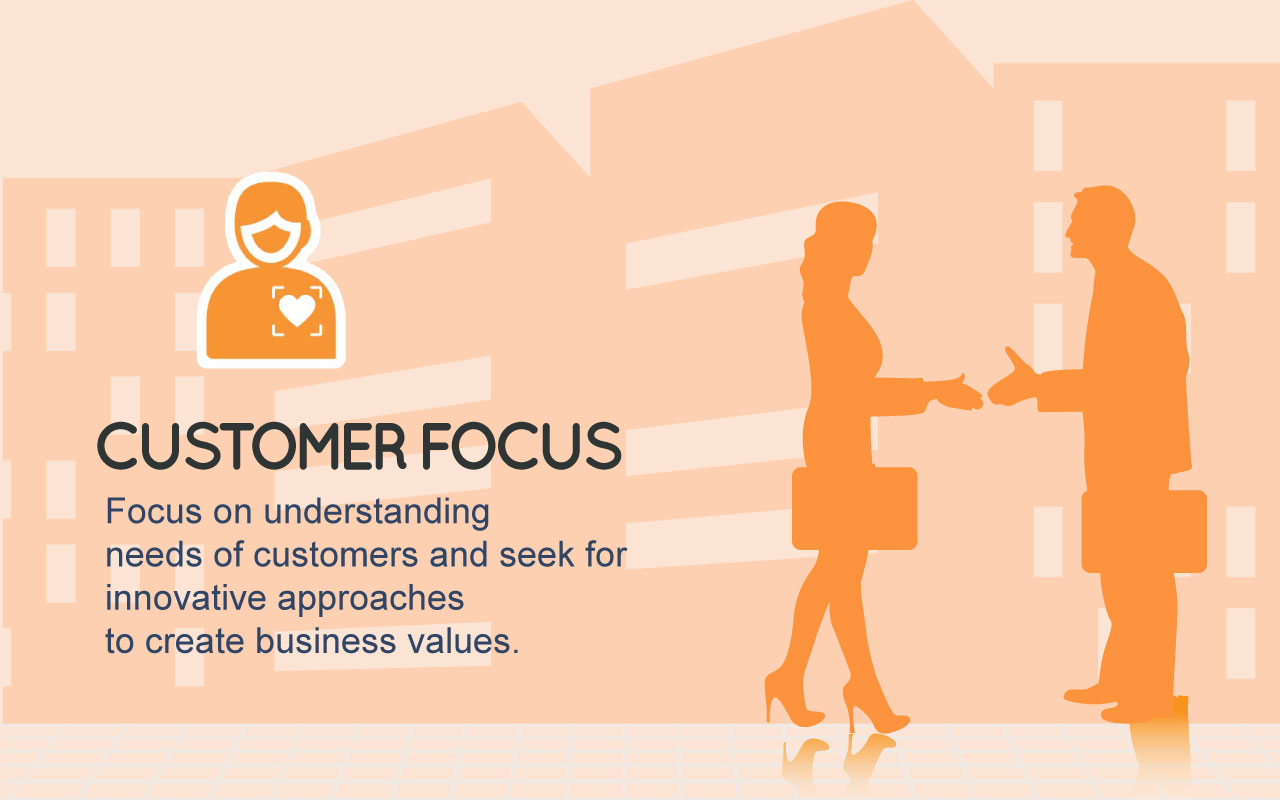 CUSTOMER FOCUS
Focus on understanding
needs of customers and seek for
innovative approaches
to create business values.